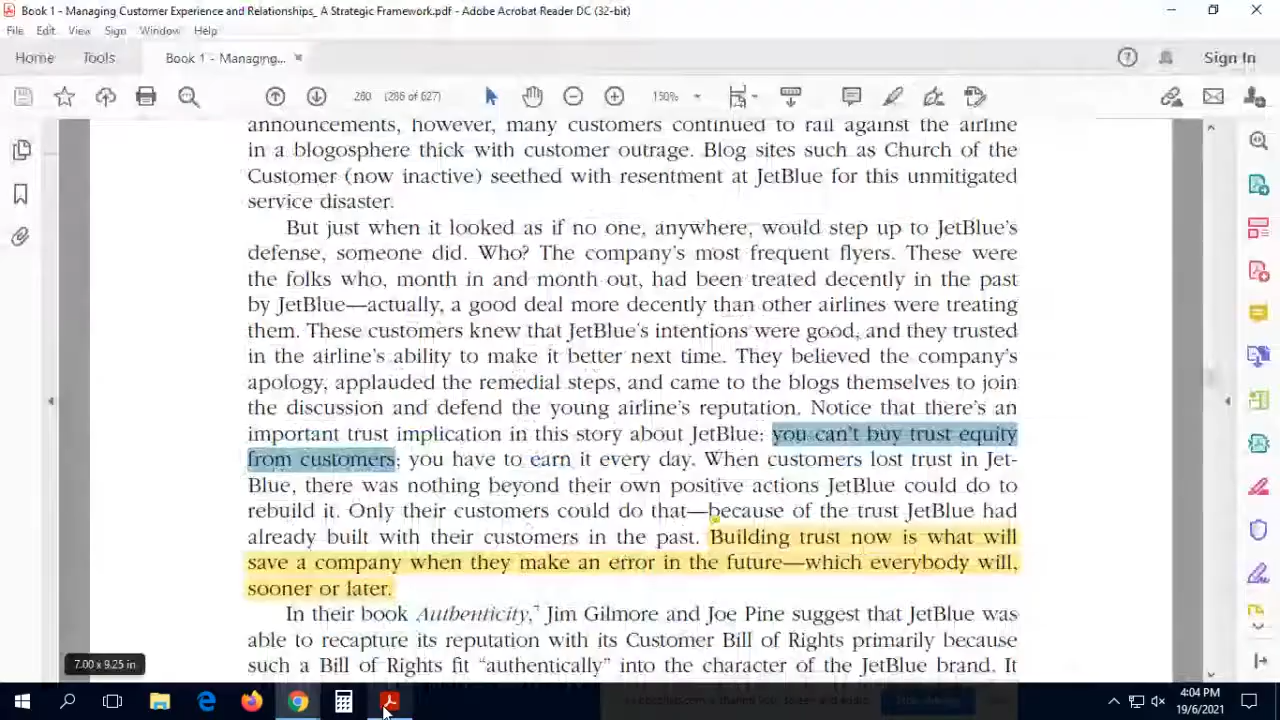 Book 1 - Managing Customer Experience and Relationships_ A Strategic Framework.pdf - Adobe Acrobat Reader DC (32-bit)
File Edit View Sign Window Help
Home Tools Book 1 - Managing... Sign In
280 (286 of 627) 150%
announcements, however, many customers continued to rail against the airline
in a blogosphere thick with customer outrage. Blog sites such as Church of the
Customer (now inactive) seethed with resentment at JetBlue for this unmitigated
service disaster.
But just when it looked as if no one, anywhere, would step up to JetBlue's
defense, someone did. Who? The company's most frequent flyers. These were
the folks who, month in and month out, had been treated decently in the past
by JetBlue—actually, a good deal more decently than other airlines were treating
them. These customers knew that JetBlue's intentions were good, and they trusted
in the airline's ability to make it better next time. They believed the company's
apology, applauded the remedial steps, and came to the blogs themselves to join
the discussion and defend the young airline's reputation. Notice that there's an
important trust implication in this story about JetBlue: you can't buy trust equity
from customers; you have to earn it every day. When customers lost trust in Jet-
Blue, there was nothing beyond their own positive actions JetBlue could do to
rebuild it. Only their customers could do that—because of the trust JetBlue had
already built with their customers in the past. Building trust now is what will
save a company when they make an error in the future—which everybody will,
sooner or later.
In their book Authenticity, Jim Gilmore and Joe Pine suggest that JetBlue was
able to recapture its reputation with its Customer Bill of Rights primarily because
such a Bill of Rights fit "authentically" into the character of the JetBlue brand. It
7.00 x 9.25 in
4:04 PM
19/6/2021